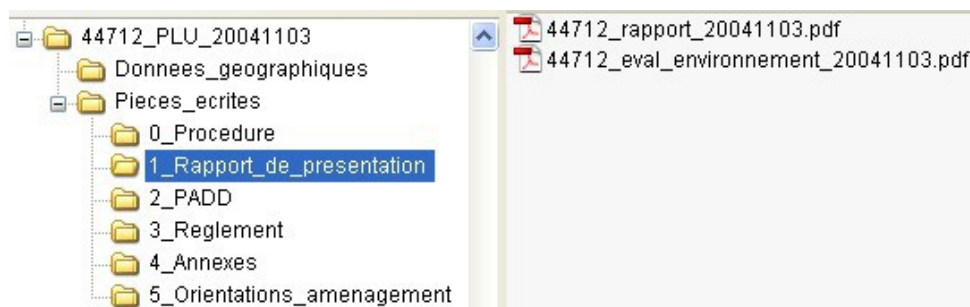 44712_PLU_20041103
Donnees_geographiques
Pieces_ecrites
0_Procedure
1_Rapport_de_presentation
2_PADD
3_Reglement
4_Annexes
5_Orientations_amenagement
44712_rapport_20041103.pdf
44712_eval_environnement_20041103.pdf